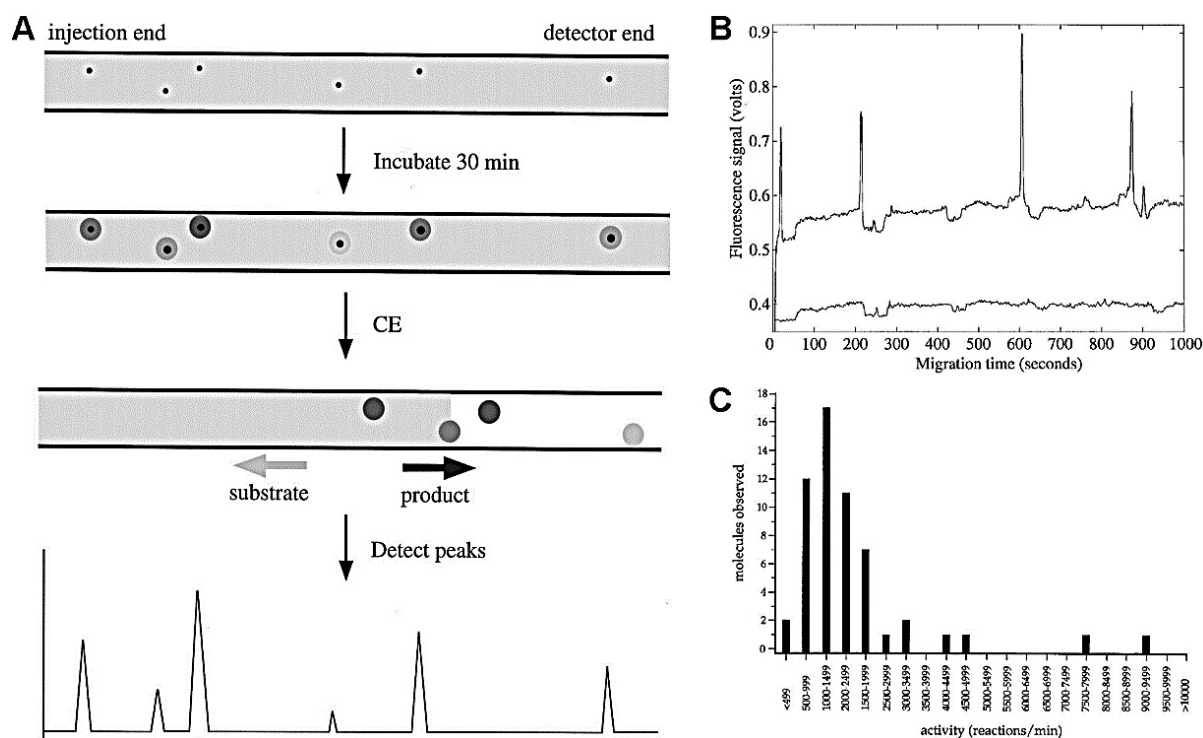 A
injection end
detector end
Incubate 30 min
CE
substrate
product
Detect peaks
B
0.9
0.8
0.7
0.6
0.5
0.4
Fluorescence signal (volts)
0 100 200 300 400 500 600 700 800 900 1000
Migration time (seconds)
C
18
16
14
12
10
8
6
4
2
0
molecules observed
<499
500-999
1000-1499
2000-2499
1500-1999
2500-2999
3000-3499
3500-3999
4000-4499
4500-4999
5000-5499
5500-5999
6000-6499
6500-6999
7000-7499
7500-7999
8000-8499
8500-8999
9000-9499
9500-9999
>10000
activity (reactions/min)